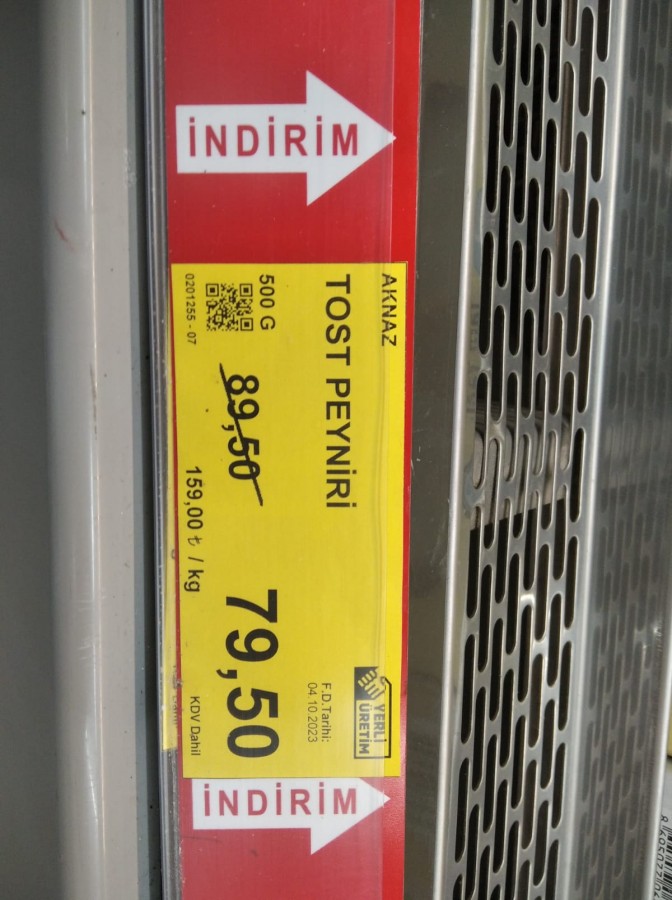 İNDİRİM
AKNAZ
TOST PEYNİRİ
500 G
89,50
79,50
159,00 ₺ / kg
0201255 - 07
YERLİ
ÜRETİM
F.D.Tarihi:
04.10.2023
KDV Dahil
İNDİRİM